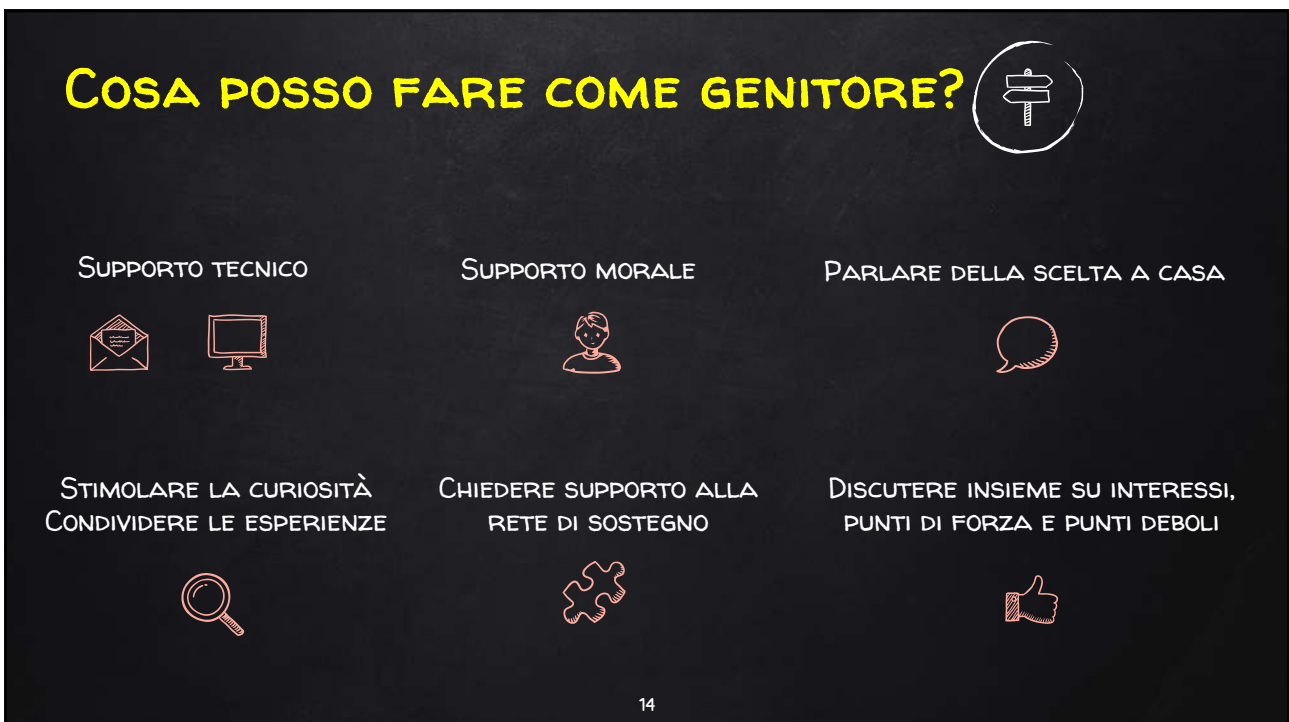 Cosa posso fare come genitore?
Supporto tecnico
Supporto morale
Parlare della scelta a casa
Stimolare la curiosità
Condividere le esperienze
Chiedere supporto alla
rete di sostegno
Discutere insieme su interessi,
punti di forza e punti deboli
14